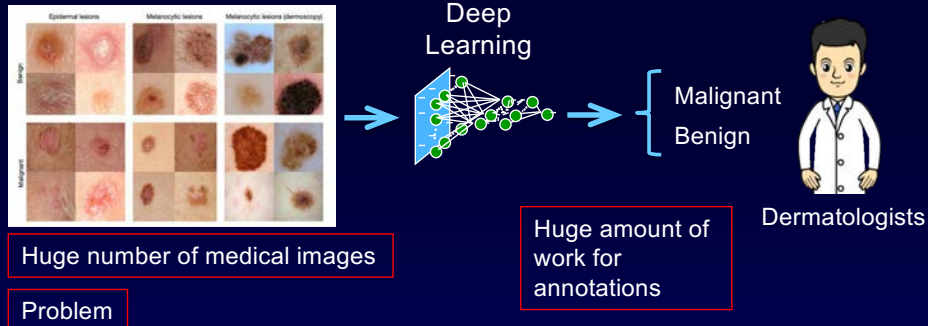 Deep
Learning
Epidermal lesions
Melanocytic lesions
Melanocytic lesions (dermoscopy)
Benign
Malignant
Malignant
Benign
Dermatologists
Huge number of medical images
Huge amount of
work for
annotations
Problem